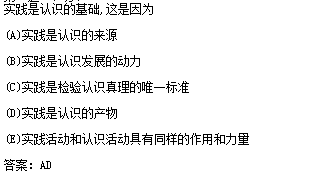 实践是认识的基础,这是因为
(A)实践是认识的来源
(B)实践是认识发展的动力
(C)实践是检验认识真理的唯一标准
(D)实践是认识的产物
(E)实践活动和认识活动具有同样的作用和力量
答案: AD